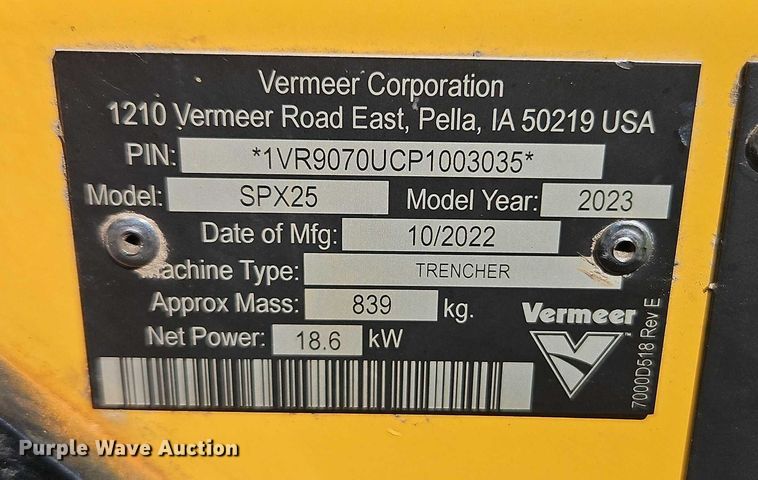 Vermeer Corporation
1210 Vermeer Road East, Pella, IA 50219 USA
PIN: *1VR9070UCP1003035*
Model: SPX25 Model Year: 2023
Date of Mfg: 10/2022
Machine Type: TRENCHER
Approx Mass: 839 kg.
Net Power: 18.6 kW
Vermeer
7000D518 Rev E
Purple Wave Auction